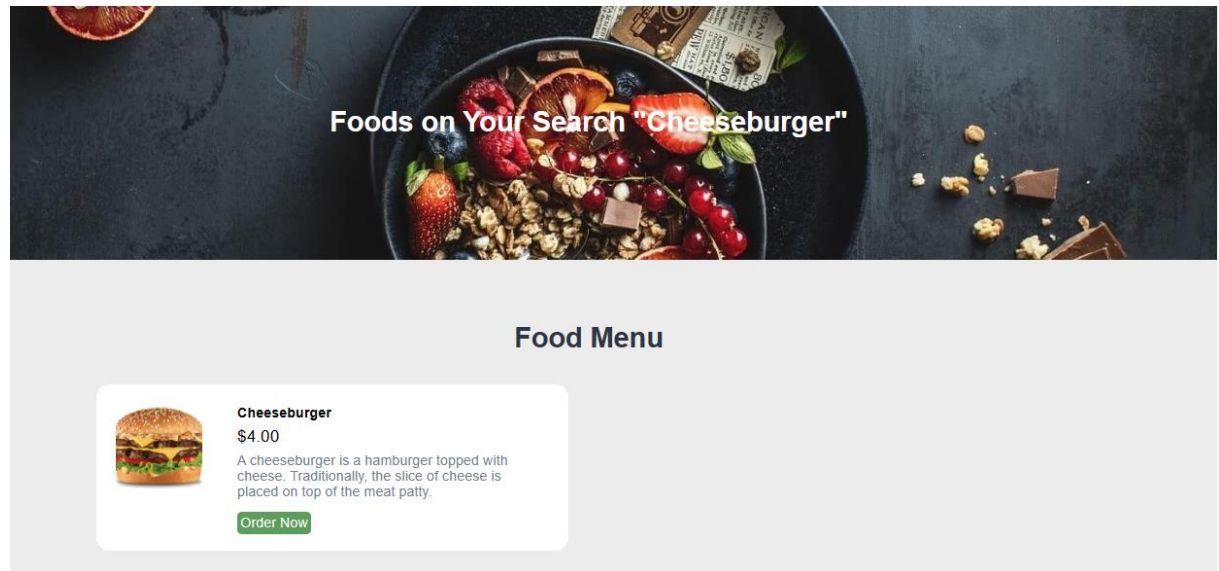 Foods on Your Search "Cheeseburger"
Food Menu
Cheeseburger
$4.00
A cheeseburger is a hamburger topped with
cheese. Traditionally, the slice of cheese is
placed on top of the meat patty.
Order Now